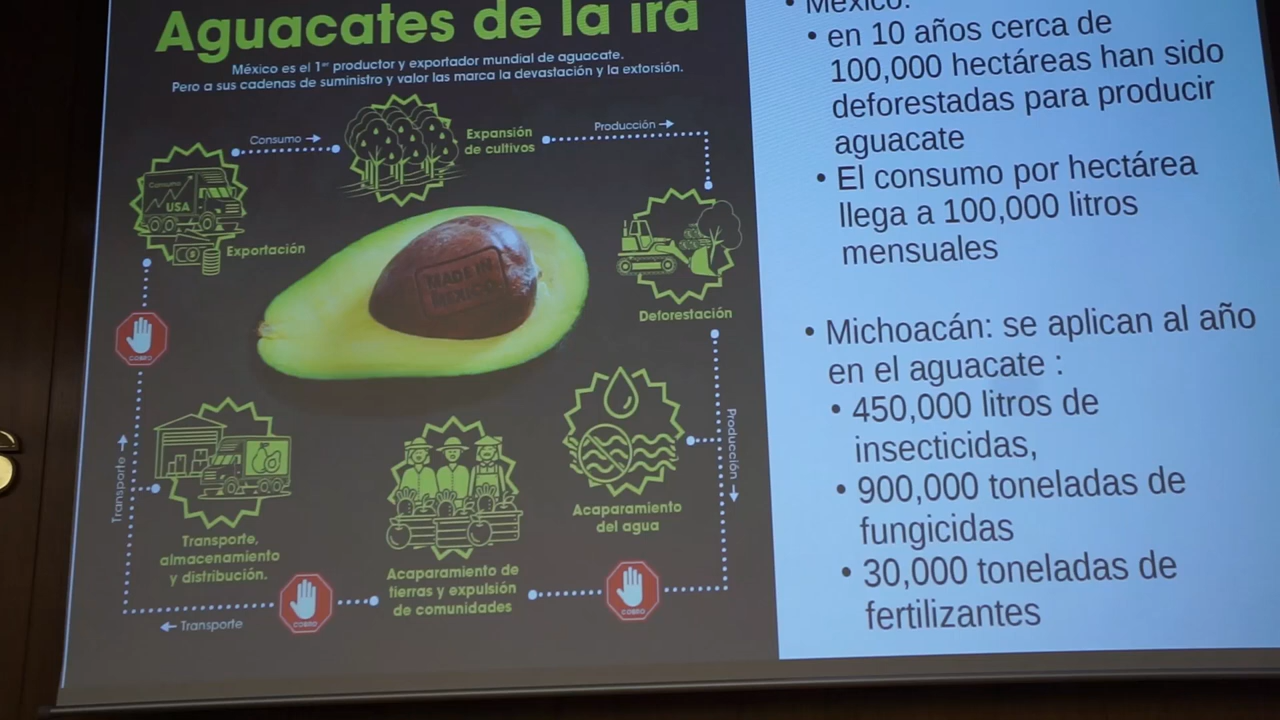 Aguacates de la ira
México es el 1er productor y exportador mundial de aguacate.
Pero a sus cadenas de suministro y valor las marca la devastación y la extorsión.
Consumo
Expansión
de cultivos
Producción
Consumo
USA
Exportación
MADE IN
MEXICO
Deforestación
COBRO
Transporte
Producción
Acaparamiento
del agua
Transporte,
almacenamiento
y distribución.
Acaparamiento de
tierras y expulsión
de comunidades
COBRO
COBRO
Transporte
• México:
• en 10 años cerca de
100,000 hectáreas han sido
deforestadas para producir
aguacate
• El consumo por hectárea
llega a 100,000 litros
mensuales
• Michoacán: se aplican al año
en el aguacate :
• 450,000 litros de
insecticidas,
• 900,000 toneladas de
fungicidas
• 30,000 toneladas de
fertilizantes